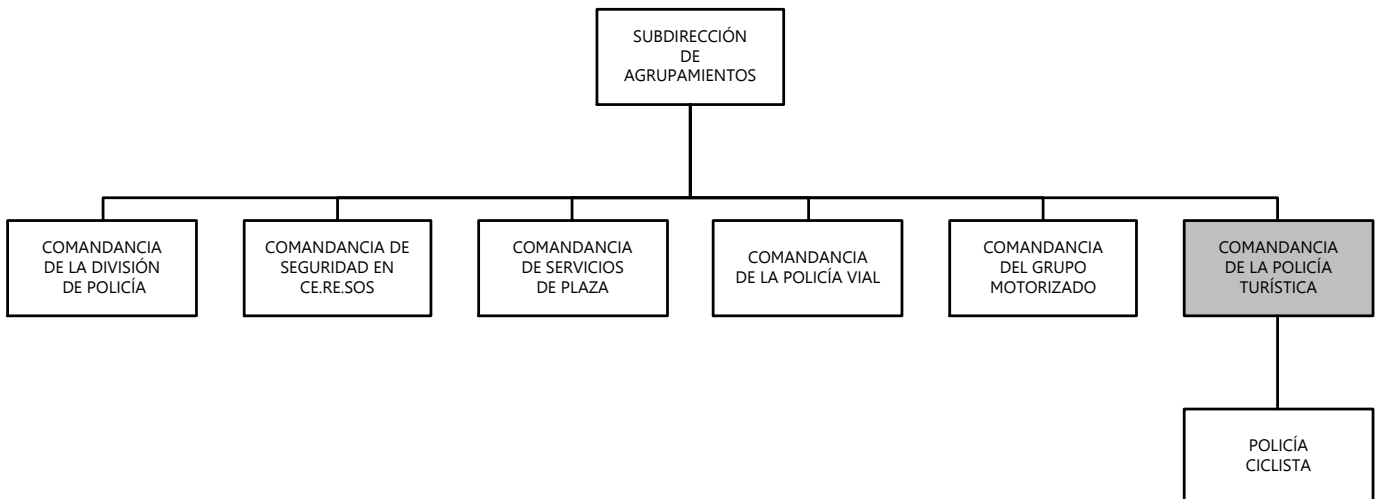 SUBDIRECCIÓN
DE
AGRUPAMIENTOS
COMANDANCIA
DE LA DIVISIÓN
DE POLICÍA
COMANDANCIA DE
SEGURIDAD EN
CE.RE.SOS
COMANDANCIA
DE SERVICIOS
DE PLAZA
COMANDANCIA
DE LA POLICÍA VIAL
COMANDANCIA
DEL GRUPO
MOTORIZADO
COMANDANCIA
DE LA POLICÍA
TURÍSTICA
POLICÍA
CICLISTA